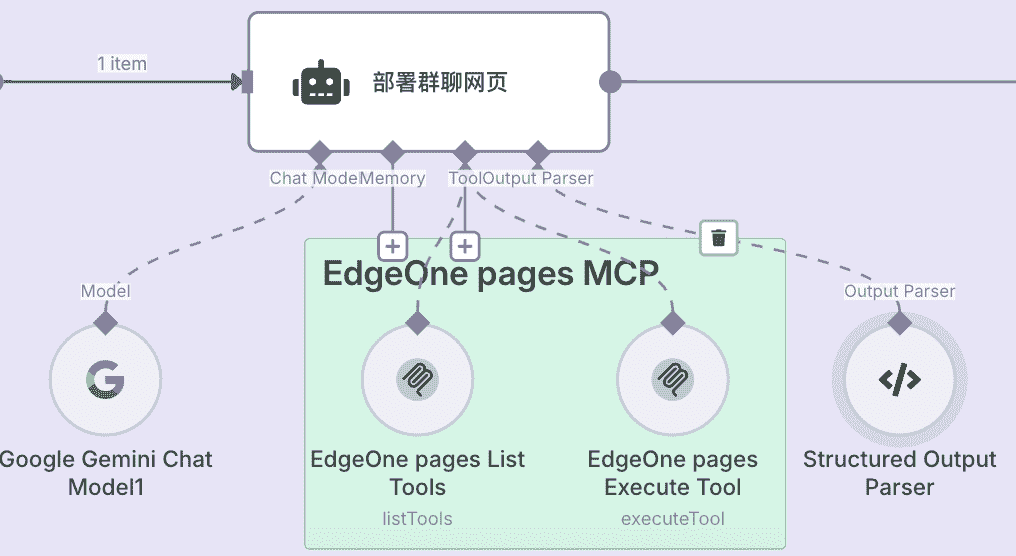 1 item
部署群聊网页
Chat Model
Memory
Tool
Output Parser
EdgeOne pages MCP
Model
Output Parser
Google Gemini Chat
Model1
EdgeOne pages List
Tools
listTools
EdgeOne pages
Execute Tool
executeTool
Structured Output
Parser